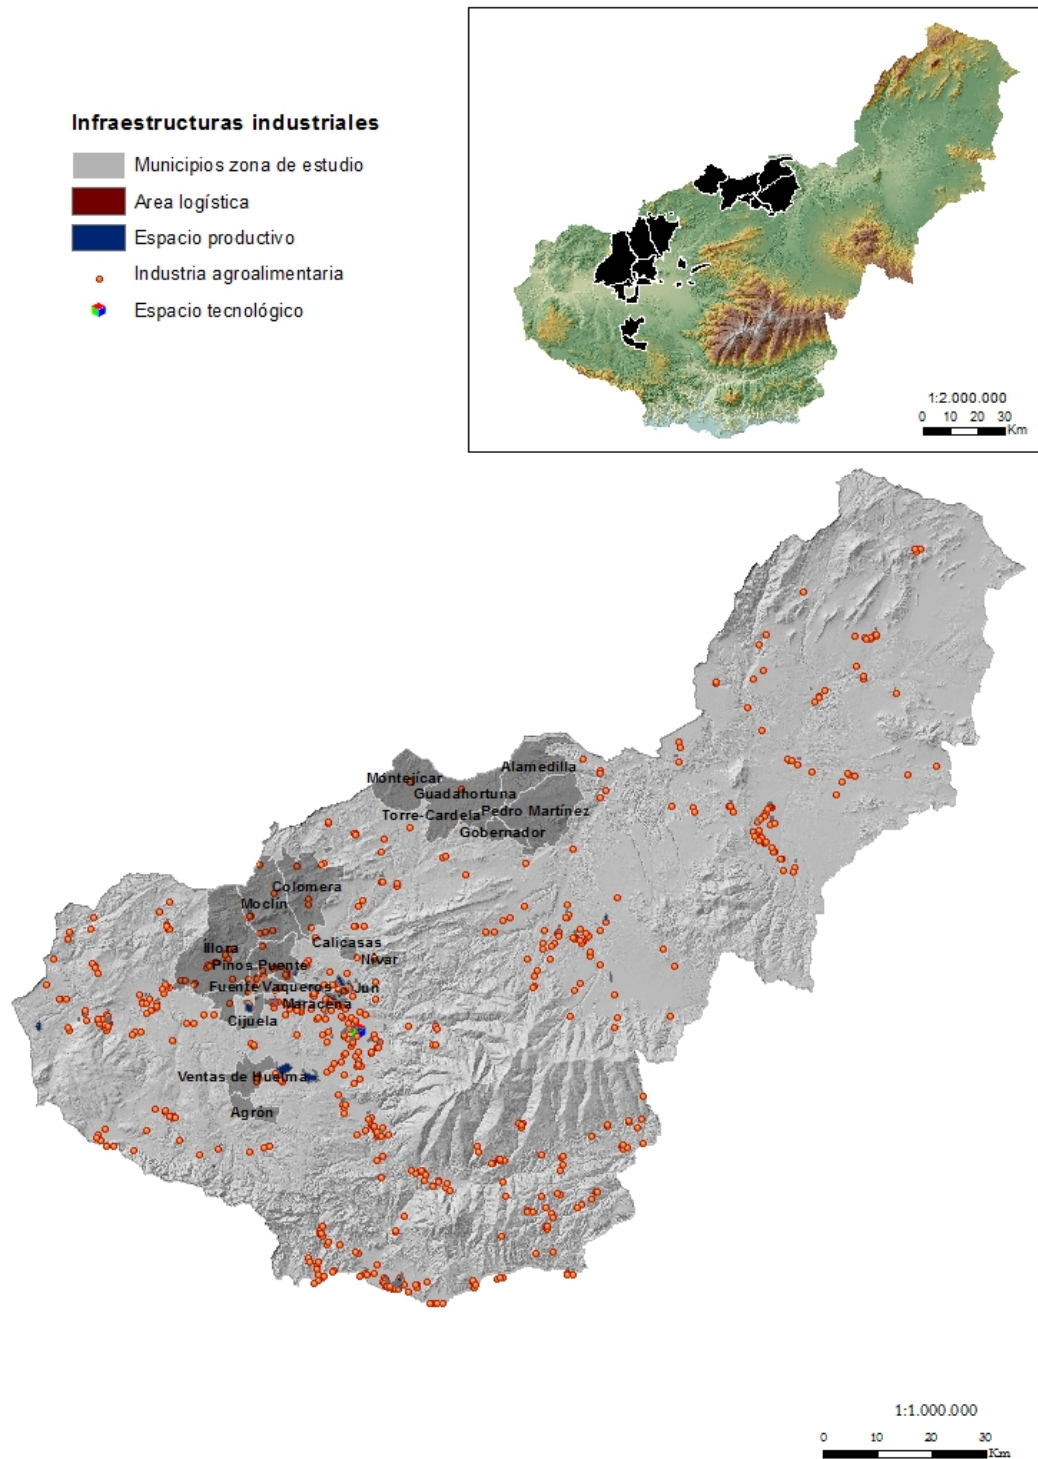 Infraestructuras industriales
Municipios zona de estudio
Area logística
Espacio productivo
Industria agroalimentaria
Espacio tecnológico
1:2.000.000
0 10 20 30
Km
Alamedilla
Montejícar
Guadahortuna
Torre-Cardela
Pedro Martínez
Gobernador
Colomera
Moclín
Calicasas
Íllora
Nívar
Pinos Puente
Fuente Vaqueros
Jun
Maracena
Cijuela
Ventas de Huelma
Agrón
1:1.000.000
0 10 20 30
Km